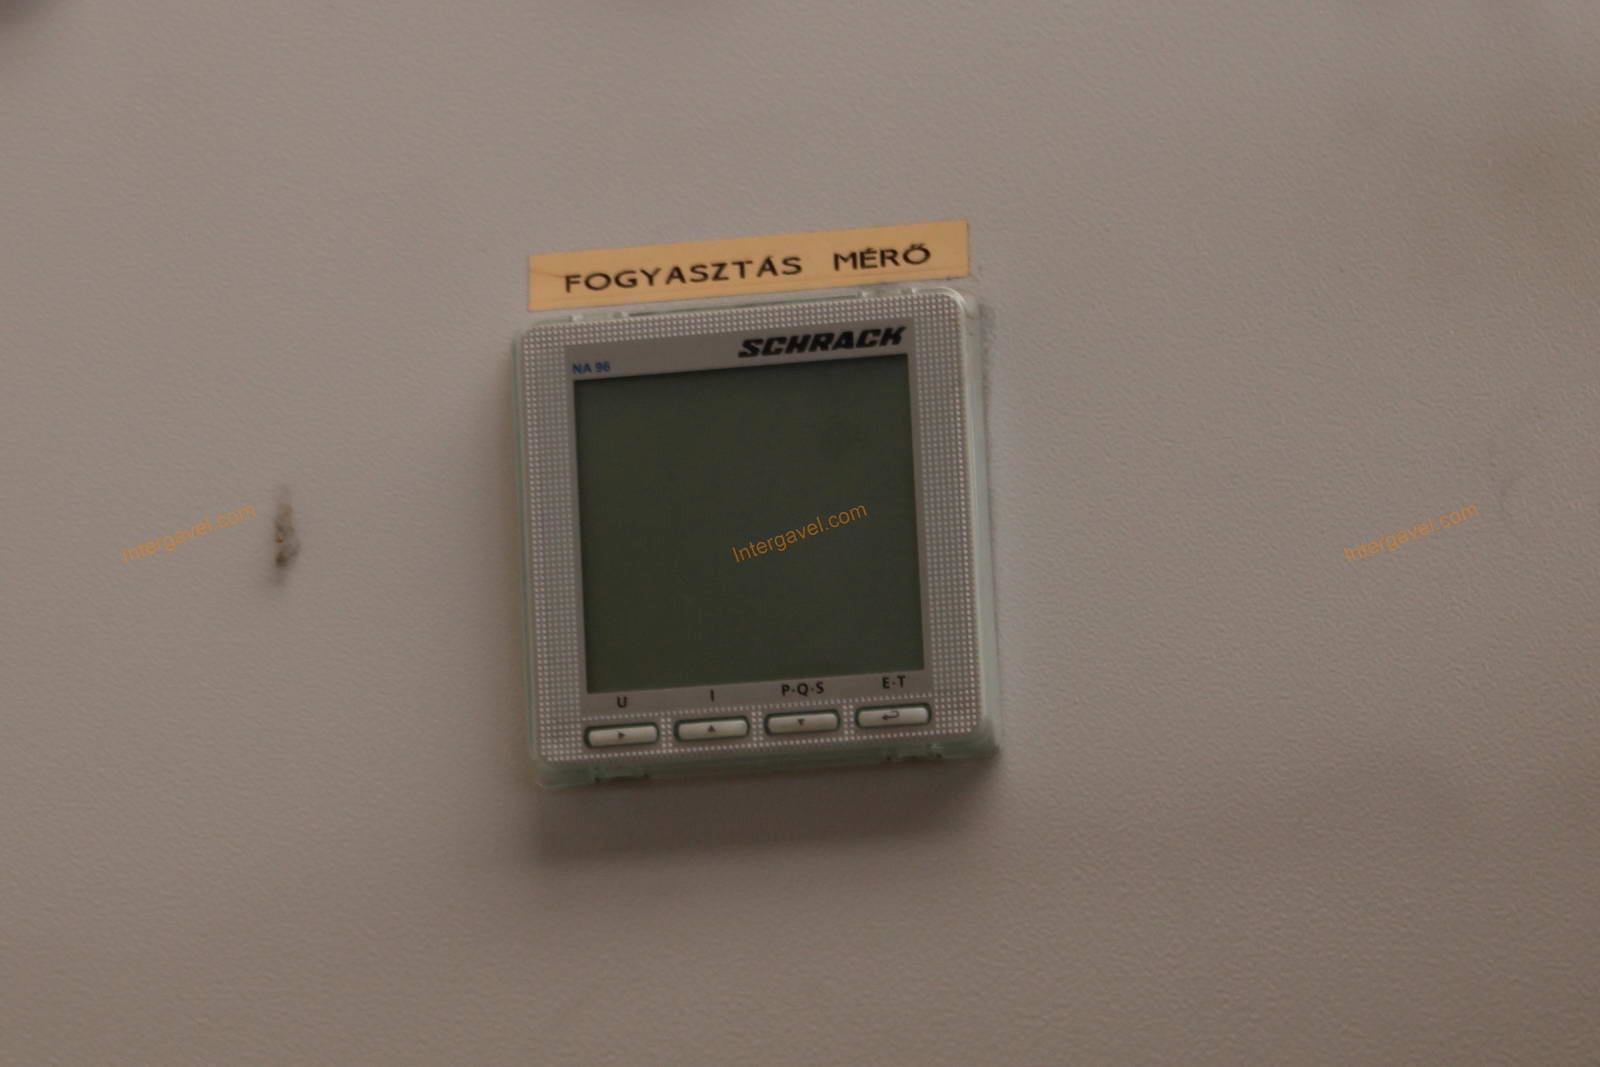 FOGYASZTÁS MÉRŐ
SCHRACK
NA 96
Intergavel.com
Intergavel.com
Intergavel.com
U I P-Q-S E-T